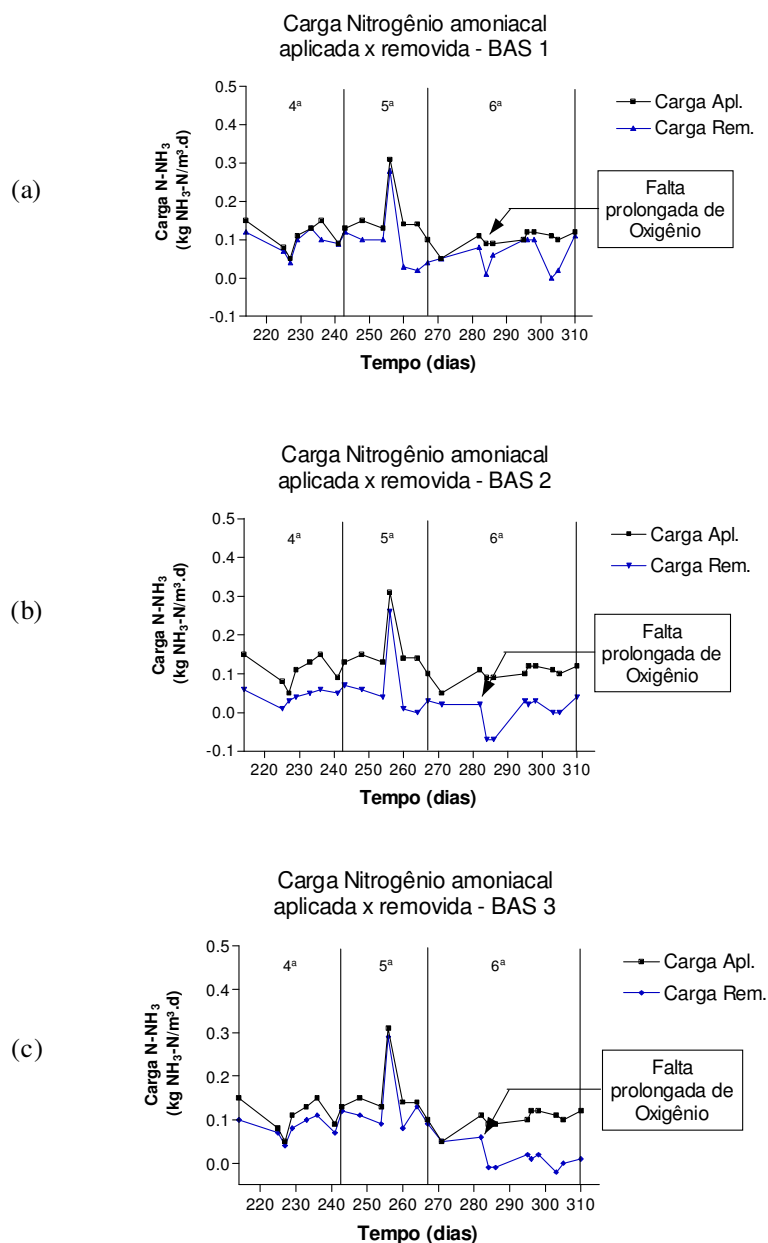 (a)
Carga Nitrogênio amoniacal
aplicada x removida - BAS 1
Carga N-NH₃
(kg NH₃-N/m³.d)
0.5
0.4
0.3
0.2
0.1
0.0
-0.1
4ª 5ª 6ª
Carga Apl.
Carga Rem.
Falta
prolongada de
Oxigênio
220 230 240 250 260 270 280 290 300 310
Tempo (dias)
(b)
Carga Nitrogênio amoniacal
aplicada x removida - BAS 2
Carga N-NH₃
(kg NH₃-N/m³.d)
0.5
0.4
0.3
0.2
0.1
0.0
-0.1
4ª 5ª 6ª
Carga Apl.
Carga Rem.
Falta
prolongada de
Oxigênio
220 230 240 250 260 270 280 290 300 310
Tempo (dias)
(c)
Carga Nitrogênio amoniacal
aplicada x removida - BAS 3
Carga N-NH₃
(kg NH₃-N/m³.d)
0.5
0.4
0.3
0.2
0.1
0.0
4ª 5ª 6ª
Carga Apl.
Carga Rem.
Falta
prolongada de
Oxigênio
220 230 240 250 260 270 280 290 300 310
Tempo (dias)